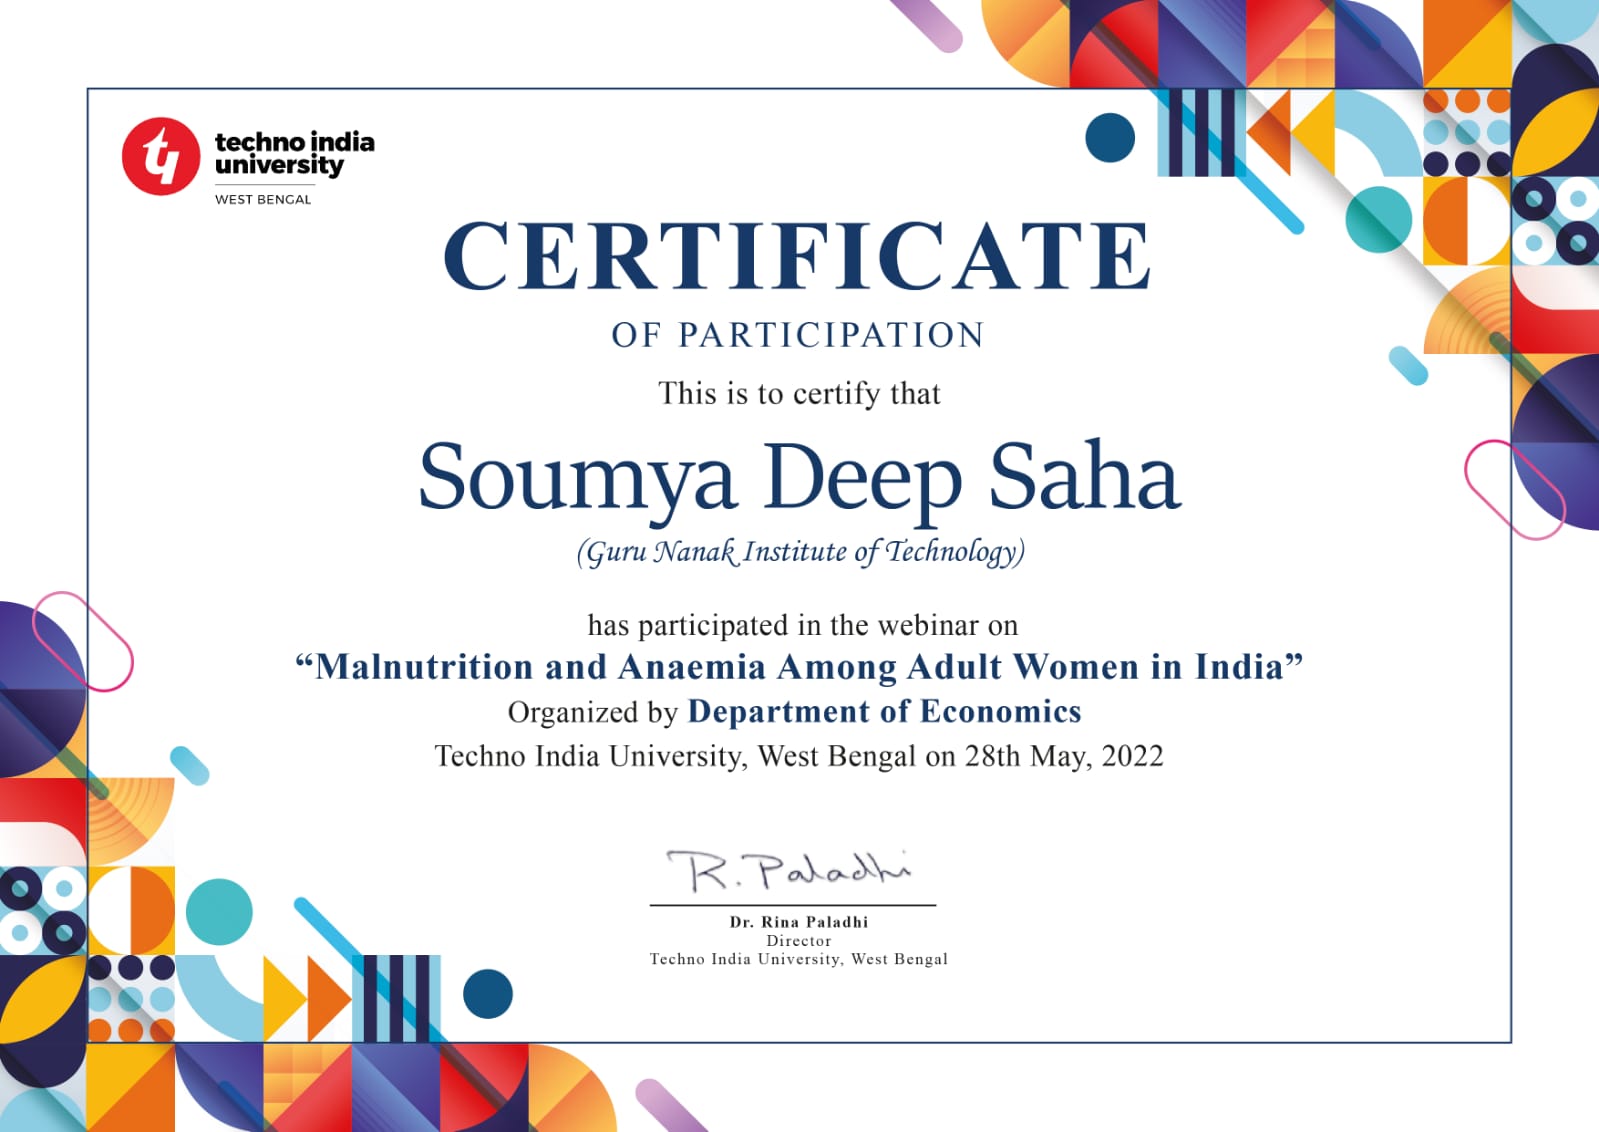 techno india
university
WEST BENGAL
CERTIFICATE
OF PARTICIPATION
This is to certify that
Soumya Deep Saha
(Guru Nanak Institute of Technology)
has participated in the webinar on
“Malnutrition and Anaemia Among Adult Women in India”
Organized by Department of Economics
Techno India University, West Bengal on 28th May, 2022
R. Paladhi
Dr. Rina Paladhi
Director
Techno India University, West Bengal